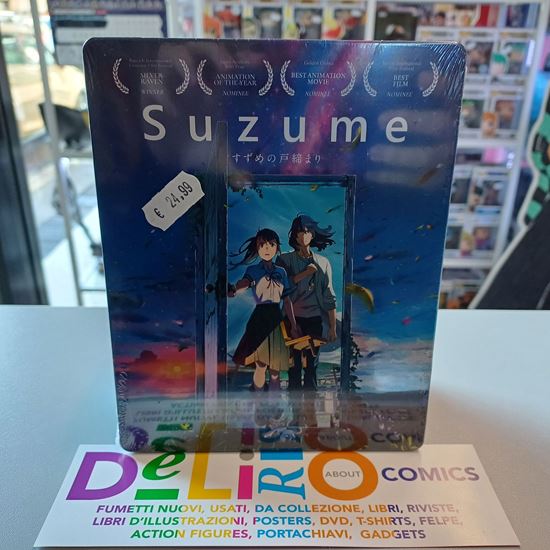 SILVER RAVEN
WINNER
ANIMATION OF THE YEAR
NOMINEE
BEST ANIMATION MOVIE
NOMINEE
BEST FILM
NOMINEE
Suzume
すずめの戸締まり
€ 24,99
DeLiRiO ABOUT COMICS
FUMETTI NUOVI, USATI, DA COLLEZIONE, LIBRI, RIVISTE,
LIBRI D'ILLUSTRAZIONI, POSTERS, DVD, T-SHIRTS, FELPE,
ACTION FIGURES, PORTACHIAVI, GADGETS